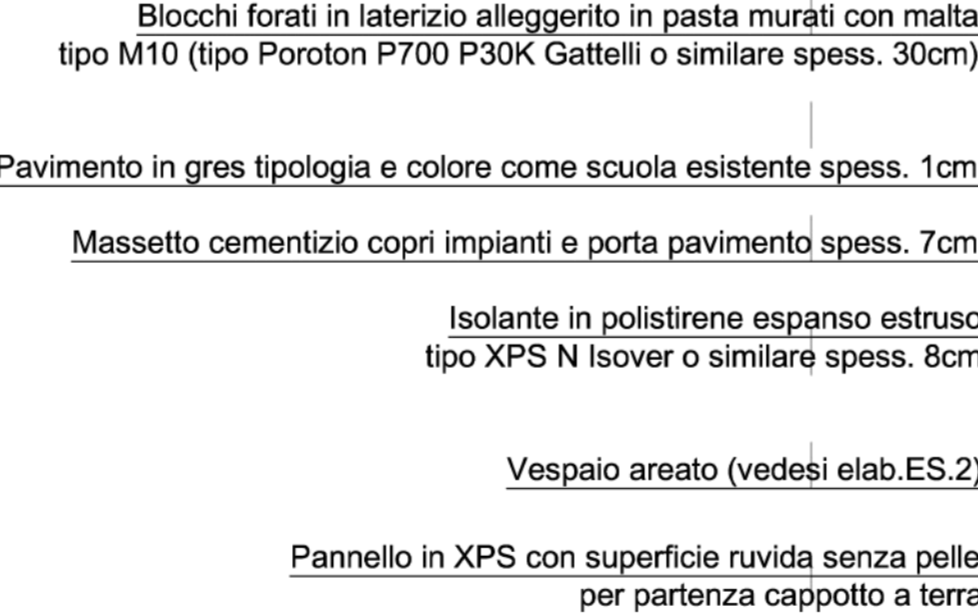 Blocchi forati in laterizio alleggerito in pasta murati con malta
tipo M10 (tipo Poroton P700 P30K Gattelli o similare spess. 30cm)
Pavimento in gres tipologia e colore come scuola esistente spess. 1cm
Massetto cementizio copri impianti e porta pavimento spess. 7cm
Isolante in polistirene espanso estruso
tipo XPS N Isover o similare spess. 8cm
Vespaio areato (vedesi elab.ES.2)
Pannello in XPS con superficie ruvida senza pelle
per partenza cappotto a terra